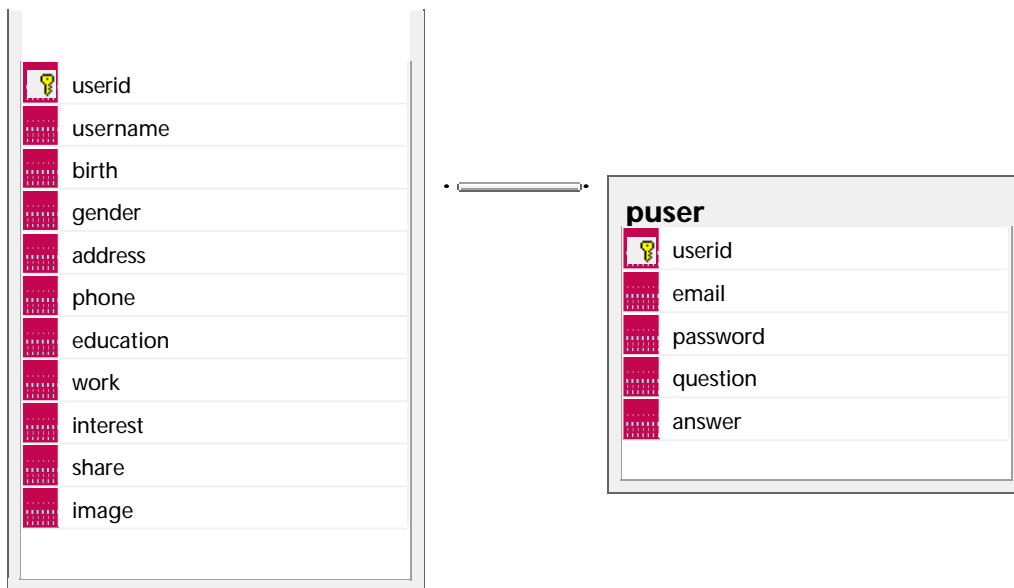 userid
username
birth
gender
address
phone
education
work
interest
share
image
puser
userid
email
password
question
answer